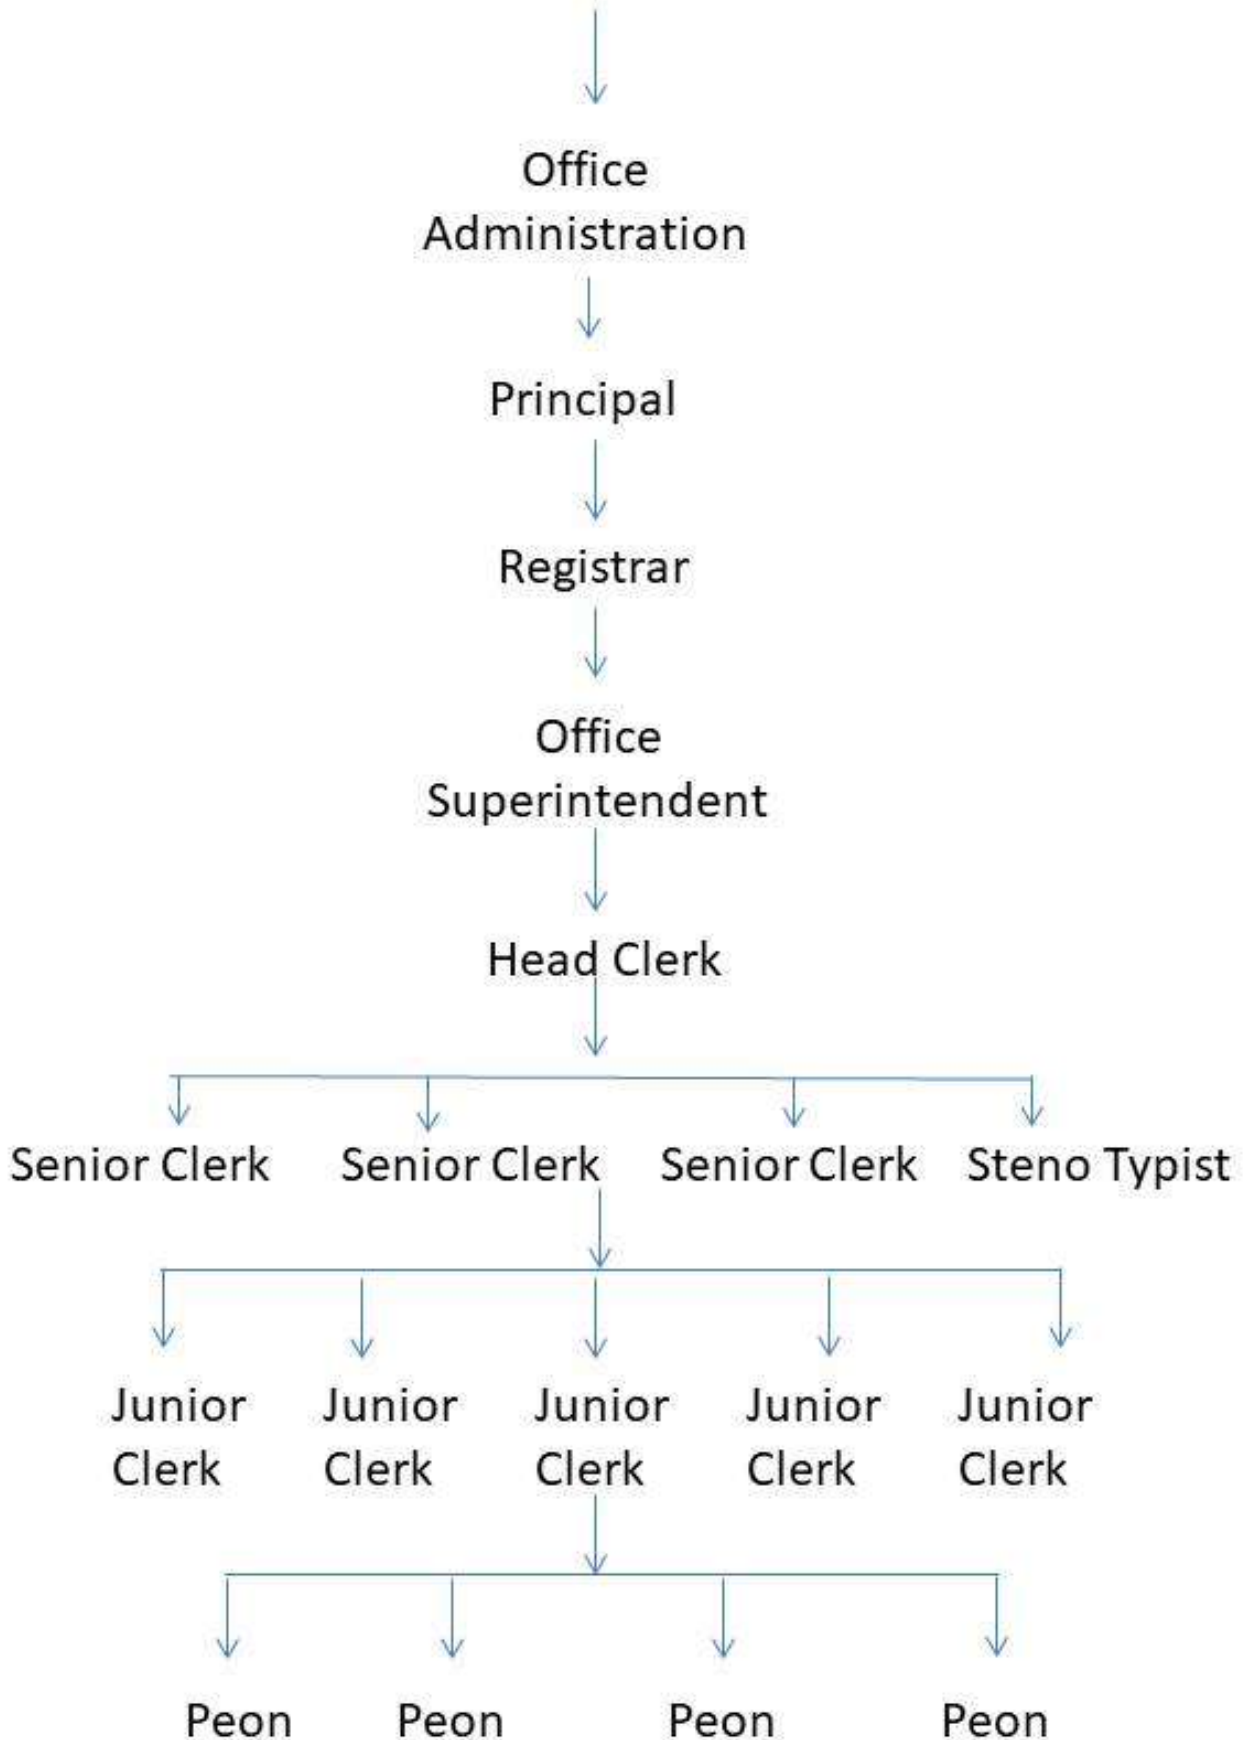 Office
Administration
Principal
Registrar
Office
Superintendent
Head Clerk
Senior Clerk Senior Clerk Senior Clerk Steno Typist
Junior Junior Junior Junior Junior
Clerk Clerk Clerk Clerk Clerk
Peon Peon Peon Peon